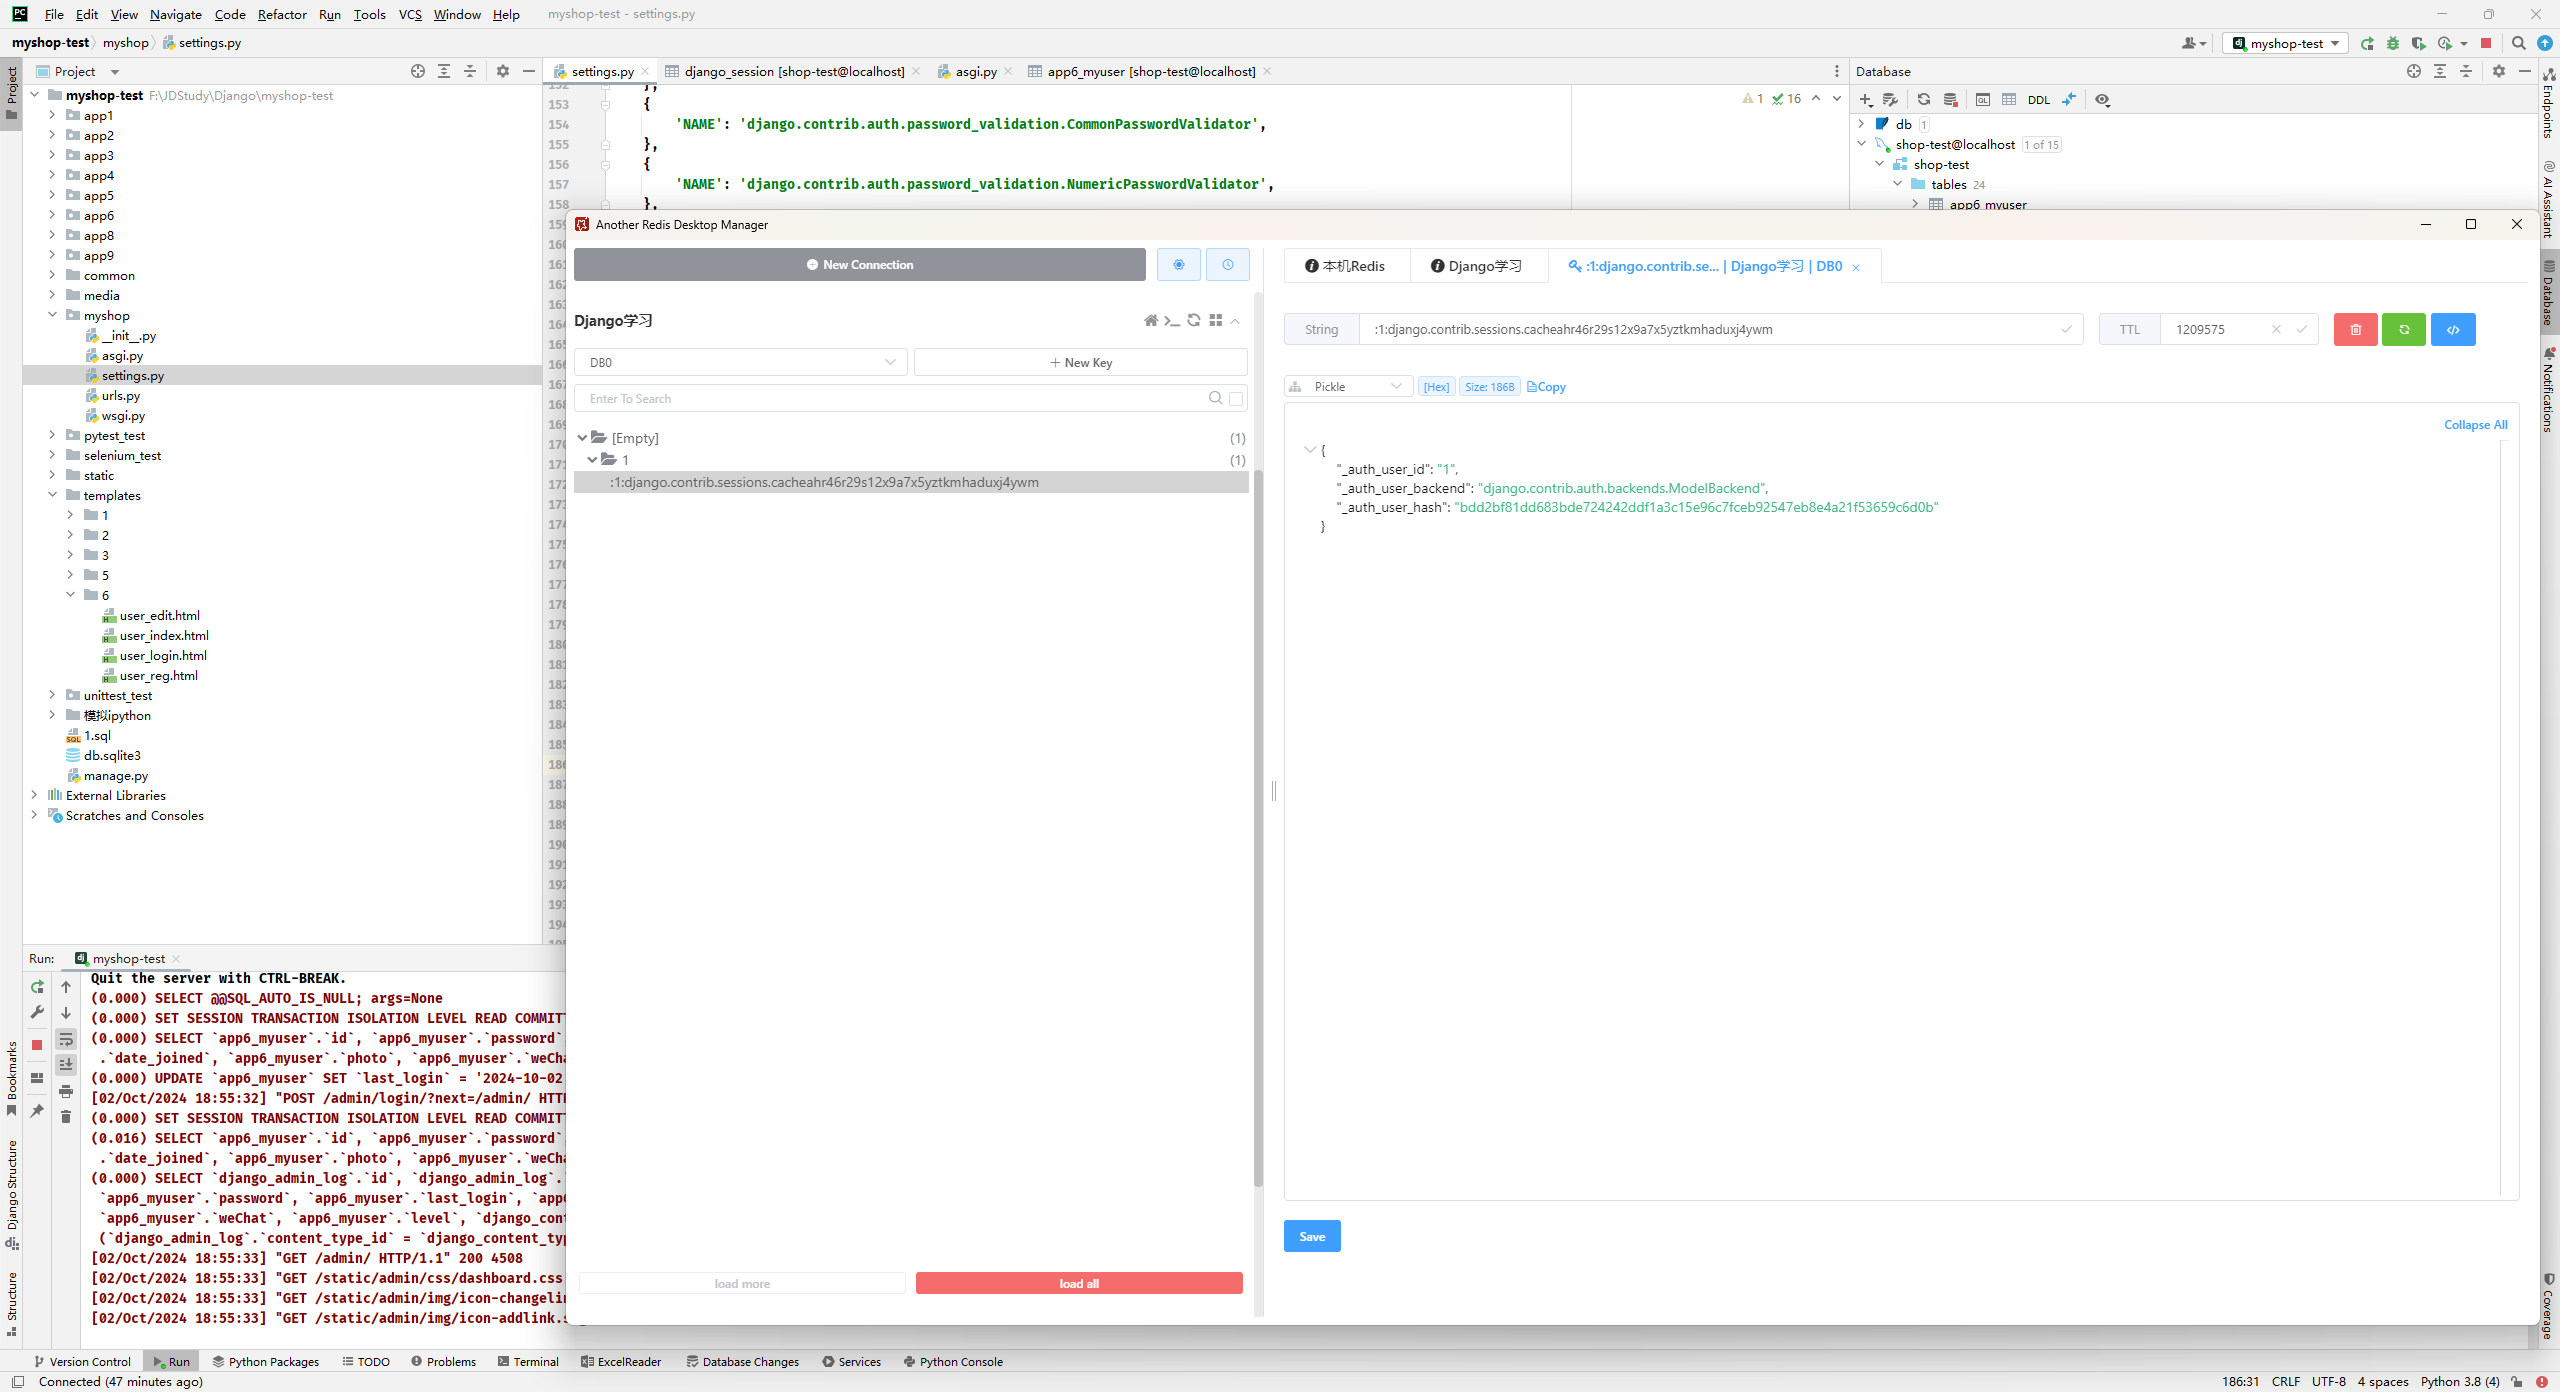 File Edit View Navigate Code Refactor Run Tools VCS Window Help myshop-test - settings.py
myshop-test myshop settings.py
myshop-test
Project
settings.py django_session [shop-test@localhost] asgi.py app6_myuser [shop-test@localhost]
Database
Project
myshop-test F:\JDStudy\Django\myshop-test
app1
app2
app3
app4
app5
app6
app8
app9
common
media
myshop
__init__.py
asgi.py
settings.py
urls.py
wsgi.py
pytest_test
selenium_test
static
templates
1
2
3
5
6
user_edit.html
user_index.html
user_login.html
user_reg.html
unittest_test
模拟ipython
1.sql
db.sqlite3
manage.py
External Libraries
Scratches and Consoles
152 },
153 {
154 'NAME': 'django.contrib.auth.password_validation.CommonPasswordValidator',
155 },
156 {
157 'NAME': 'django.contrib.auth.password_validation.NumericPasswordValidator',
158 },
1 16
DDL
db 1
shop-test@localhost 1 of 15
shop-test
tables 24
app6_myuser
Endpoints
AI Assistant
Database
Notifications
Coverage
Another Redis Desktop Manager
New Connection
本机Redis Django学习 :1:django.contrib.se... | Django学习 | DB0
Django学习
DB0
New Key
Enter To Search
[Empty] (1)
1 (1)
:1:django.contrib.sessions.cacheahr46r29s12x9a7x5yztkmhaduxj4ywm
load more
load all
String :1:django.contrib.sessions.cacheahr46r29s12x9a7x5yztkmhaduxj4ywm TTL 1209575
Pickle [Hex] Size: 186B Copy
Collapse All
{
"_auth_user_id": "1",
"_auth_user_backend": "django.contrib.auth.backends.ModelBackend",
"_auth_user_hash": "bdd2bf81dd683bde724242ddf1a3c15e96c7fceb92547eb8e4a21f53659c6d0b"
}
Save
Run: myshop-test
Quit the server with CTRL-BREAK.
(0.000) SELECT @@SQL_AUTO_IS_NULL; args=None
(0.000) SET SESSION TRANSACTION ISOLATION LEVEL READ COMMITT
(0.000) SELECT `app6_myuser`.`id`, `app6_myuser`.`password`
.`date_joined`, `app6_myuser`.`photo`, `app6_myuser`.`weCha
(0.000) UPDATE `app6_myuser` SET `last_login` = '2024-10-02
[02/Oct/2024 18:55:32] "POST /admin/login/?next=/admin/ HTT
(0.000) SET SESSION TRANSACTION ISOLATION LEVEL READ COMMITT
(0.016) SELECT `app6_myuser`.`id`, `app6_myuser`.`password`
.`date_joined`, `app6_myuser`.`photo`, `app6_myuser`.`weCha
(0.000) SELECT `django_admin_log`.`id`, `django_admin_log`.
`app6_myuser`.`password`, `app6_myuser`.`last_login`, `app6
`app6_myuser`.`weChat`, `app6_myuser`.`level`, `django_con
(`django_admin_log`.`content_type_id` = `django_content_typ
[02/Oct/2024 18:55:33] "GET /admin/ HTTP/1.1" 200 4508
[02/Oct/2024 18:55:33] "GET /static/admin/css/dashboard.css
[02/Oct/2024 18:55:33] "GET /static/admin/img/icon-changelin
[02/Oct/2024 18:55:33] "GET /static/admin/img/icon-addlink.s
Bookmarks
Django Structure
Structure
Version Control Run Python Packages TODO Problems Terminal ExcelReader Database Changes Services Python Console
Connected (47 minutes ago)
186:31 CRLF UTF-8 4 spaces Python 3.8 (4)